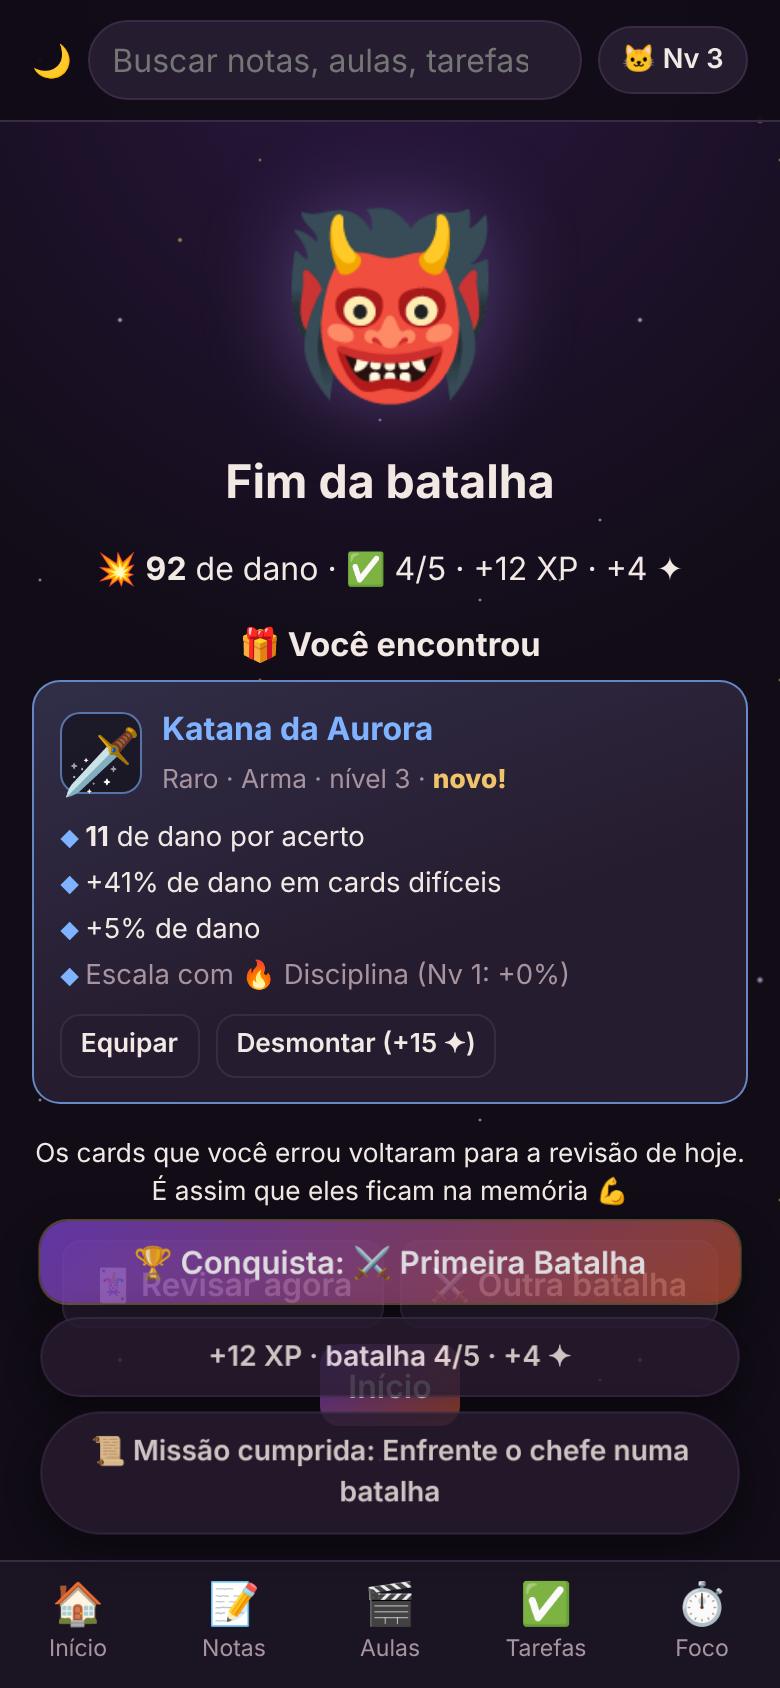 Buscar notas, aulas, tarefas
Nv 3
Fim da batalha
92 de dano · 4/5 · +12 XP · +4 ✦
Você encontrou
Katana da Aurora
Raro · Arma · nível 3 · novo!
11 de dano por acerto
+41% de dano em cards difíceis
+5% de dano
Escala com 🔥 Disciplina (Nv 1: +0%)
Equipar
Desmontar (+15 ✦)
Os cards que você errou voltaram para a revisão de hoje.
É assim que eles ficam na memória 💪
🏆 Conquista: ⚔️ Primeira Batalha
Revisar agora
Outra batalha
+12 XP · batalha 4/5 · +4 ✦
Início
📜 Missão cumprida: Enfrente o chefe numa
batalha
Início
Notas
Aulas
Tarefas
Foco